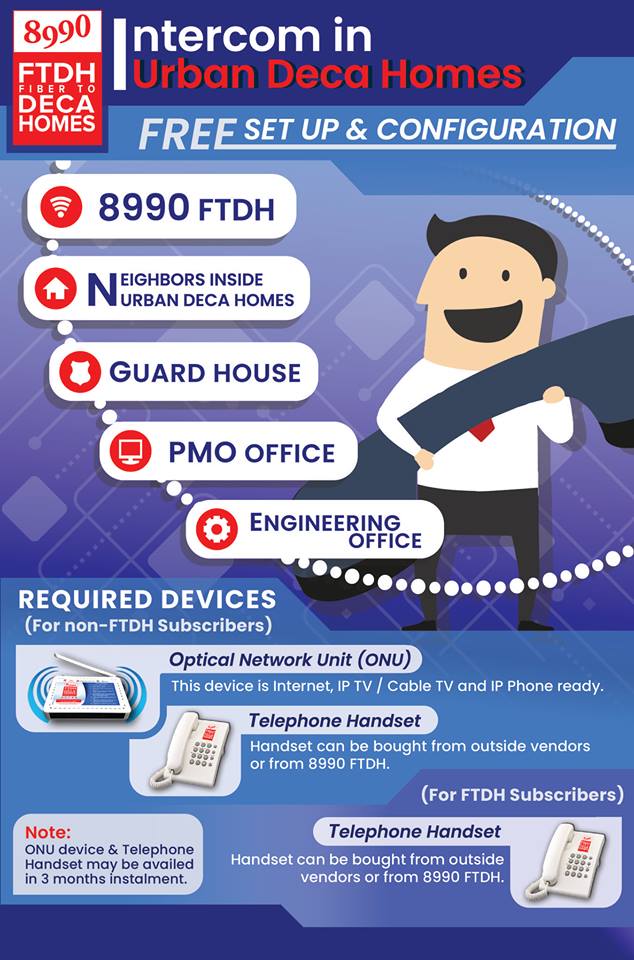 8990
FTDH
FIBER TO
DECA
HOMES
Intercom in
Urban Deca Homes
FREE SET UP & CONFIGURATION
8990 FTDH
NEIGHBORS INSIDE
URBAN DECA HOMES
GUARD HOUSE
PMO OFFICE
ENGINEERING
OFFICE
REQUIRED DEVICES
(For non-FTDH Subscribers)
Optical Network Unit (ONU)
This device is Internet, IP TV / Cable TV and IP Phone ready.
Telephone Handset
Handset can be bought from outside vendors
or from 8990 FTDH.
(For FTDH Subscribers)
Telephone Handset
Handset can be bought from outside
vendors or from 8990 FTDH.
Note:
ONU device & Telephone
Handset may be availed
in 3 months instalment.